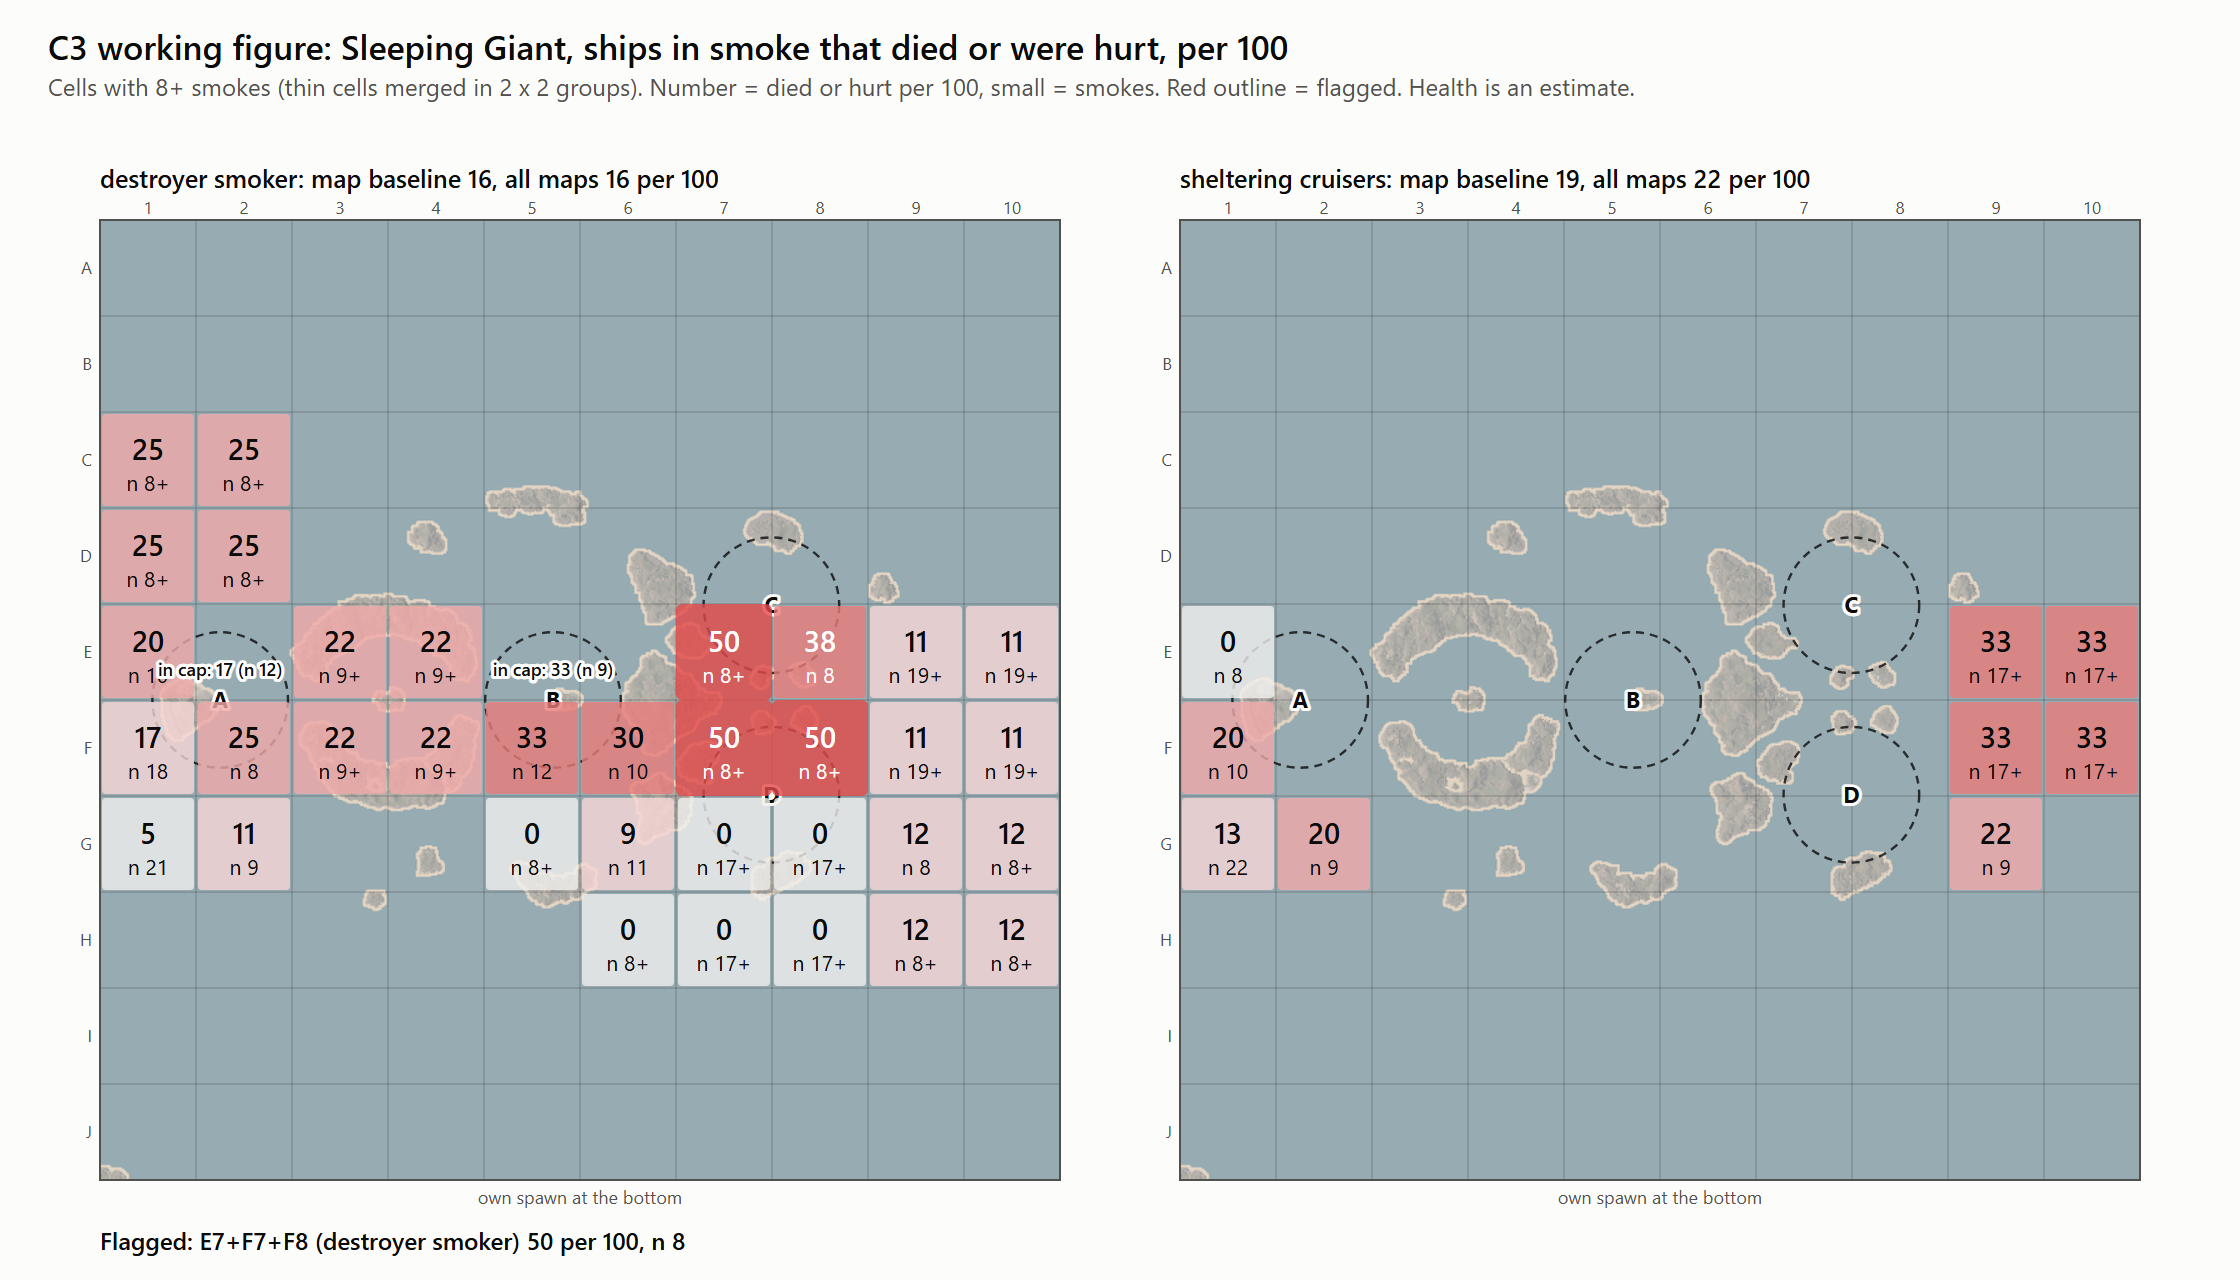 C3 working figure: Sleeping Giant, ships in smoke that died or were hurt, per 100
Cells with 8+ smokes (thin cells merged in 2 x 2 groups). Number = died or hurt per 100, small = smokes. Red outline = flagged. Health is an estimate.
destroyer smoker: map baseline 16, all maps 16 per 100
1 2 3 4 5 6 7 8 9 10
A
B
C
25 25
n 8+ n 8+
D
25 25
n 8+ n 8+
C
E
20 22 22 50 38 11 11
in cap: 17 (n 12) in cap: 33 (n 9)
n 9+ n 9+ n 8+ n 8 n 19+ n 19+
A B
F
17 25 22 22 33 30 50 50 11 11
n 18 n 8 n 9+ n 9+ n 12 n 10 n 8+ n 8+ n 19+ n 19+
D
G
5 11 0 9 0 0 12 12
n 21 n 9 n 8+ n 11 n 17+ n 17+ n 8 n 8+
H
0 0 0 12 12
n 8+ n 17+ n 17+ n 8+ n 8+
I
J
own spawn at the bottom
sheltering cruisers: map baseline 19, all maps 22 per 100
1 2 3 4 5 6 7 8 9 10
A
B
C
D
C
E
0 33 33
n 8 n 17+ n 17+
A B
F
20 33 33
n 10 n 17+ n 17+
D
G
13 20 22
n 22 n 9 n 9
H
I
J
own spawn at the bottom
Flagged: E7+F7+F8 (destroyer smoker) 50 per 100, n 8